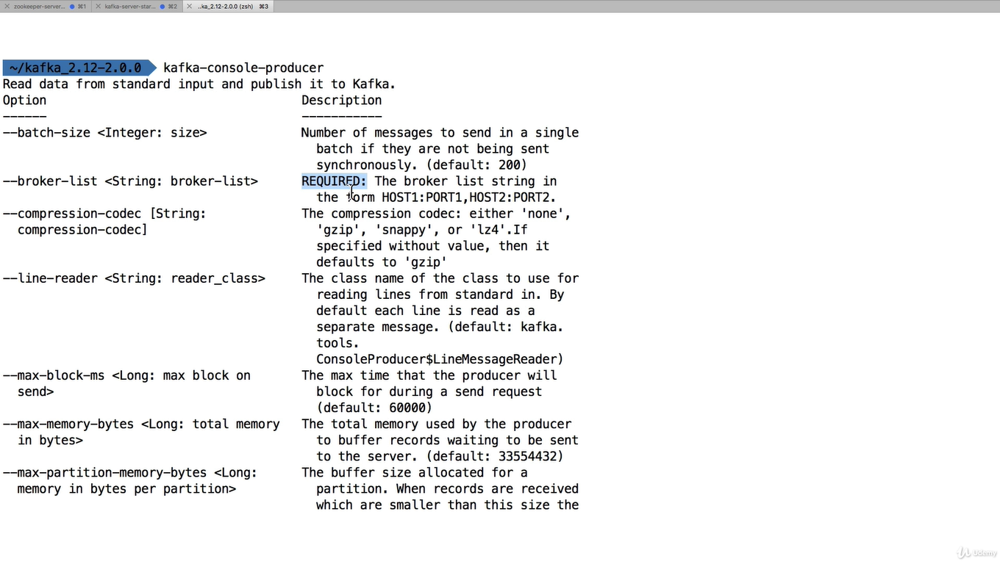 zookeeper-server... ⌘1 kafka-server-star... ⌘2 ..ka_2.12-2.0.0 (zsh) ⌘3
~/kafka_2.12-2.0.0 kafka-console-producer
Read data from standard input and publish it to Kafka.
Option Description
------ -----------
--batch-size <Integer: size> Number of messages to send in a single
batch if they are not being sent
synchronously. (default: 200)
--broker-list <String: broker-list> REQUIRED: The broker list string in
the form HOST1:PORT1,HOST2:PORT2.
--compression-codec [String: The compression codec: either 'none',
compression-codec] 'gzip', 'snappy', or 'lz4'.If
specified without value, then it
defaults to 'gzip'
--line-reader <String: reader_class> The class name of the class to use for
reading lines from standard in. By
default each line is read as a
separate message. (default: kafka.
tools.
ConsoleProducer$LineMessageReader)
--max-block-ms <Long: max block on The max time that the producer will
send> block for during a send request
(default: 60000)
--max-memory-bytes <Long: total memory The total memory used by the producer
in bytes> to buffer records waiting to be sent
to the server. (default: 33554432)
--max-partition-memory-bytes <Long: The buffer size allocated for a
memory in bytes per partition> partition. When records are received
which are smaller than this size the
Udemy